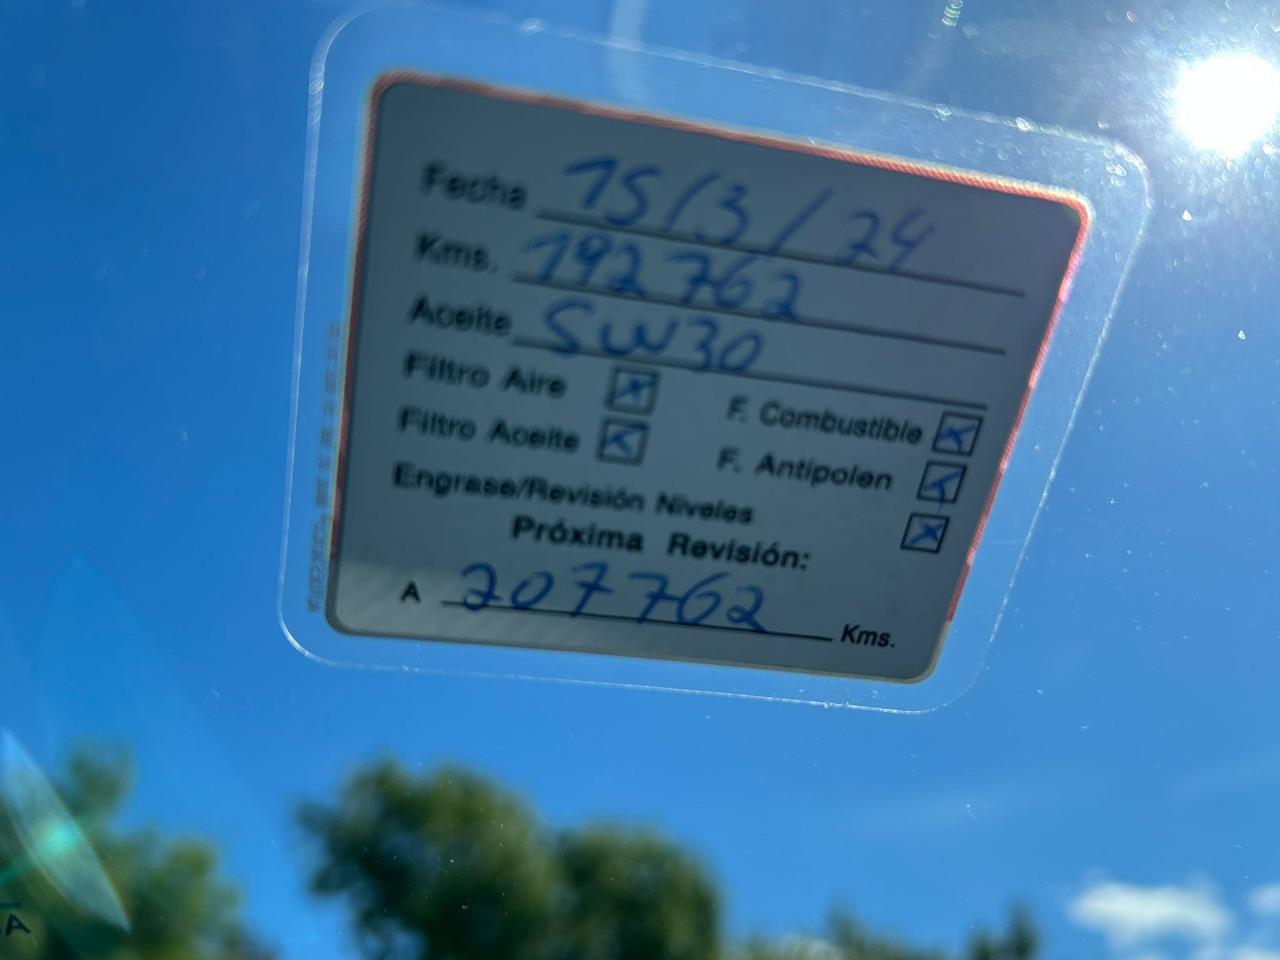 Fecha 15/3/24
Kms. 192762
Aceite 5W30
Filtro Aire F. Combustible
Filtro Aceite F. Antipolen
Engrase/Revisión Niveles
Próxima Revisión:
A 207762 Kms.